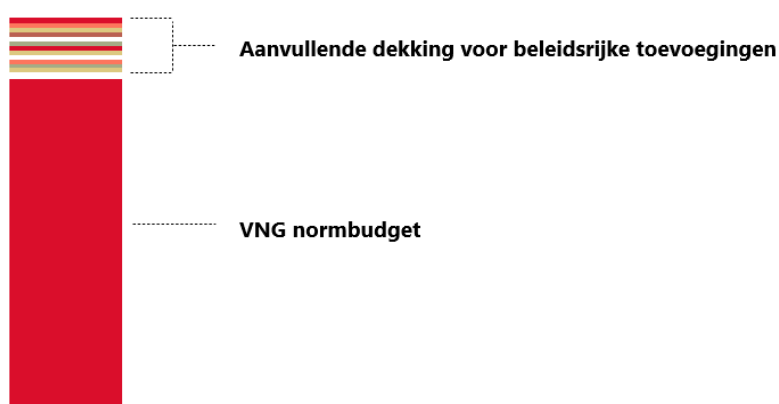 Aanvullende dekking voor beleidsrijke toevoegingen
VNG normbudget